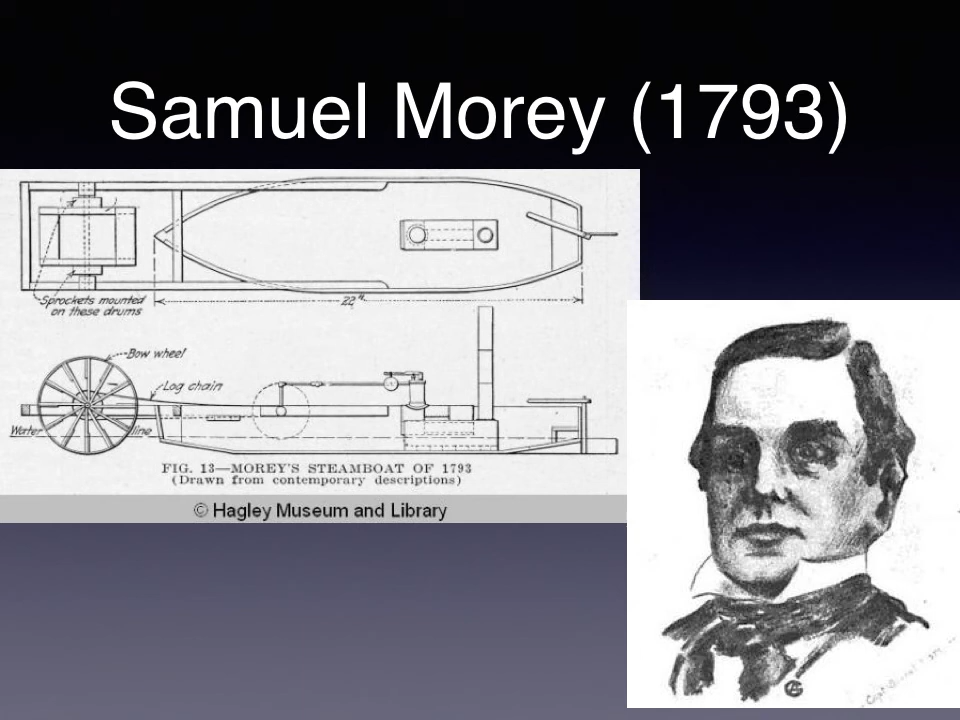 Samuel Morey (1793)
Sprockets mounted
on these drums
22 ft.
Bow wheel
Log chain
Water
line
FIG. 13—MOREY'S STEAMBOAT OF 1793
(Drawn from contemporary descriptions)
© Hagley Museum and Library